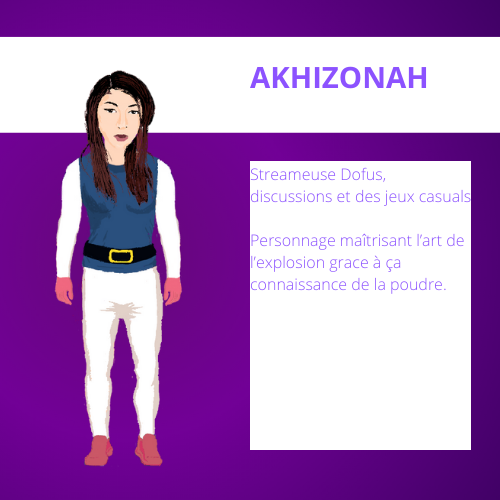 AKHIZONAH
Streameuse Dofus,
discussions et des jeux casuals
Personnage maîtrisant l’art de
l’explosion grace à ça
connaissance de la poudre.